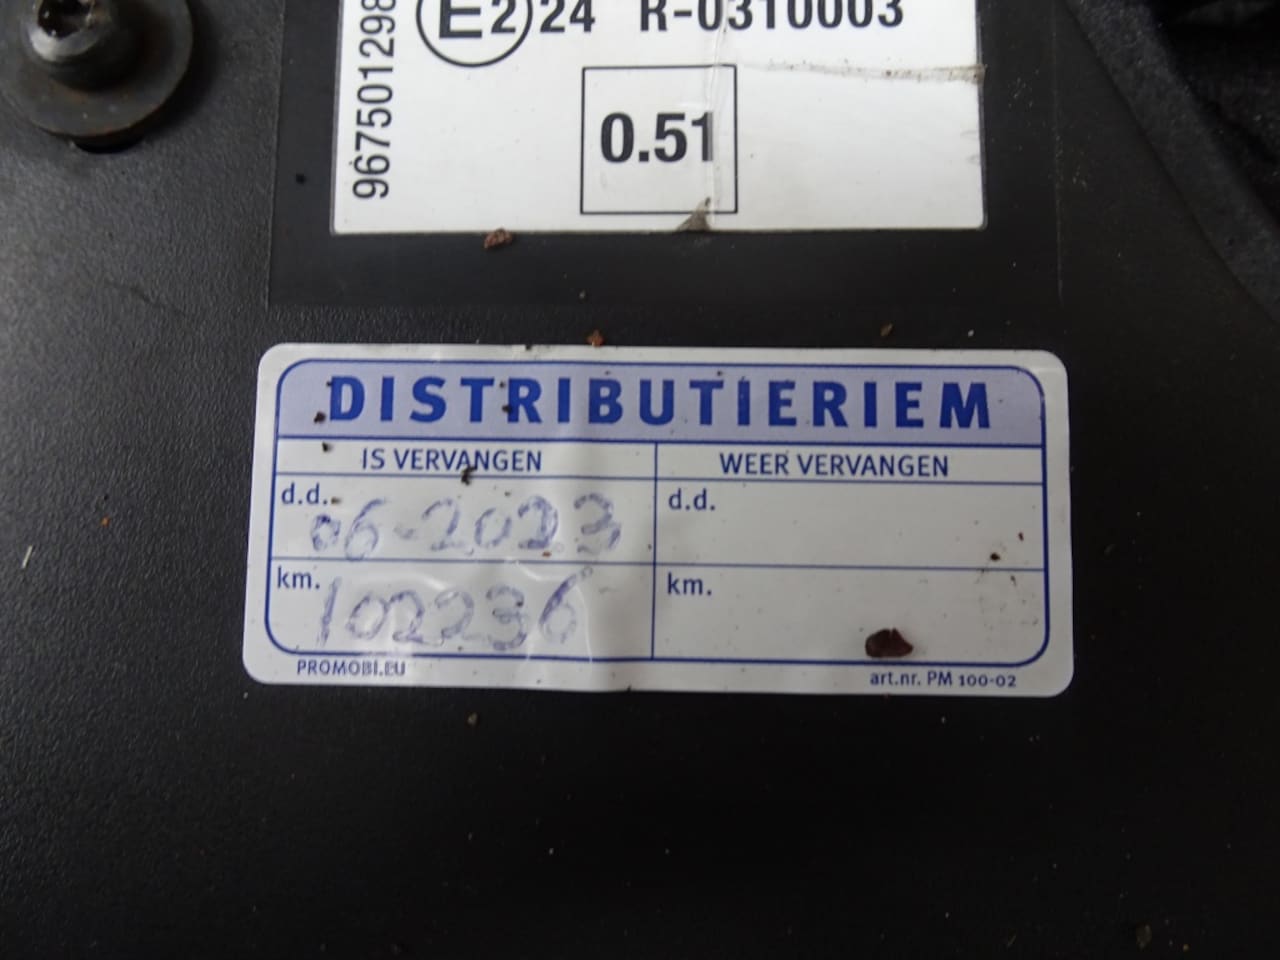 E2 24 R-0310003
967501298
0.51
DISTRIBUTIERIEM
IS VERVANGEN WEER VERVANGEN
d.d. 06-2023 d.d.
km. 102236 km.
PROMOBI.EU art.nr. PM 100-02